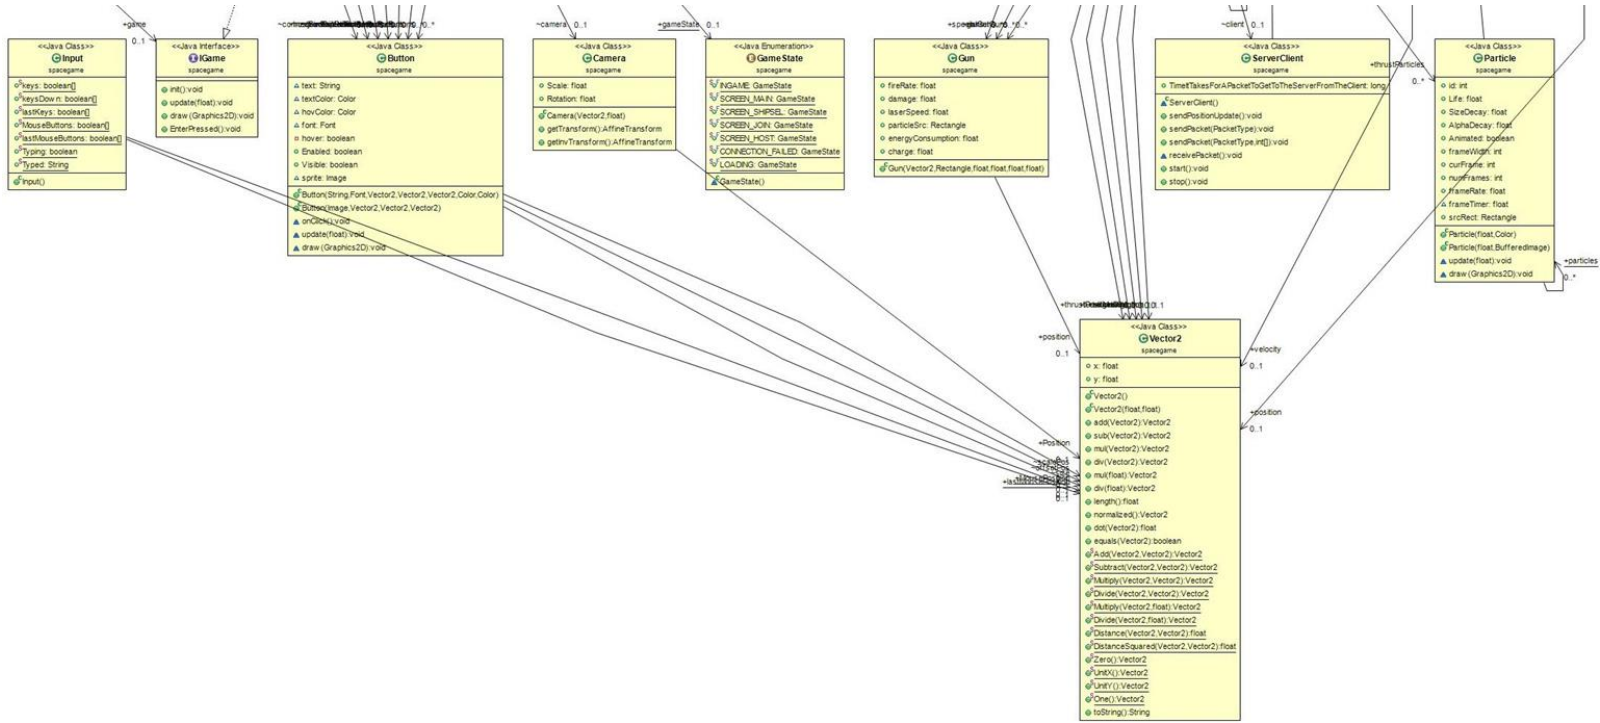 +game
0..1
<<Java Class>>
Input
spacegame
keys: boolean[]
keysDown: boolean[]
lastKeys: boolean[]
MouseButtons: boolean[]
lastMouseButtons: boolean[]
Typing: boolean
Typed: String
Input()
<<Java Interface>>
IGame
spacegame
init():void
update(float):void
draw(Graphics2D):void
EnterPressed():void
0..*
<<Java Class>>
Button
spacegame
text: String
textColor: Color
hovColor: Color
font: Font
hover: boolean
Enabled: boolean
Visible: boolean
sprite: Image
Button(String,Font,Vector2,Vector2,Vector2,Color,Color)
Button(Image,Vector2,Vector2,Vector2)
onClick():void
update(float):void
draw(Graphics2D):void
~camera 0..1
<<Java Class>>
Camera
spacegame
Scale: float
Rotation: float
Camera(Vector2,float)
getTransform():AffineTransform
getInvTransform():AffineTransform
+gameState 0..1
<<Java Enumeration>>
GameState
spacegame
INGAME: GameState
SCREEN_MAIN: GameState
SCREEN_SHIPSEL: GameState
SCREEN_JOIN: GameState
SCREEN_HOST: GameState
CONNECTION_FAILED: GameState
LOADING: GameState
GameState()
0..*
<<Java Class>>
Gun
spacegame
fireRate: float
damage: float
laserSpeed: float
particleSrc: Rectangle
energyConsumption: float
charge: float
Gun(Vector2,Rectangle,float,float,float,float)
~client 0..1
<<Java Class>>
ServerClient
spacegame
TimeItTakesForAPacketToGetToTheServerFromTheClient: long
ServerClient()
sendPositionUpdate():void
sendPacket(PacketType):void
sendPacket(PacketType,int[]):void
receivePacket():void
start():void
stop():void
+thrustParticles
0..*
<<Java Class>>
Particle
spacegame
id: int
Life: float
SizeDecay: float
AlphaDecay: float
Animated: boolean
frameWidth: int
curFrame: int
numFrames: int
frameRate: float
frameTimer: float
srcRect: Rectangle
Particle(float,Color)
Particle(float,BufferedImage)
update(float):void
draw(Graphics2D):void
+particles
0..*
+position
0..1
+velocity
0..1
+position
0..1
+Position
0..1
<<Java Class>>
Vector2
spacegame
x: float
y: float
Vector2()
Vector2(float,float)
add(Vector2):Vector2
sub(Vector2):Vector2
mul(Vector2):Vector2
div(Vector2):Vector2
mul(float):Vector2
div(float):Vector2
length():float
normalized():Vector2
dot(Vector2):float
equals(Vector2):boolean
Add(Vector2,Vector2):Vector2
Subtract(Vector2,Vector2):Vector2
Multiply(Vector2,Vector2):Vector2
Divide(Vector2,Vector2):Vector2
Multiply(Vector2,float):Vector2
Divide(Vector2,float):Vector2
Distance(Vector2,Vector2):float
DistanceSquared(Vector2,Vector2):float
Zero():Vector2
UnitX():Vector2
UnitY():Vector2
One():Vector2
toString():String